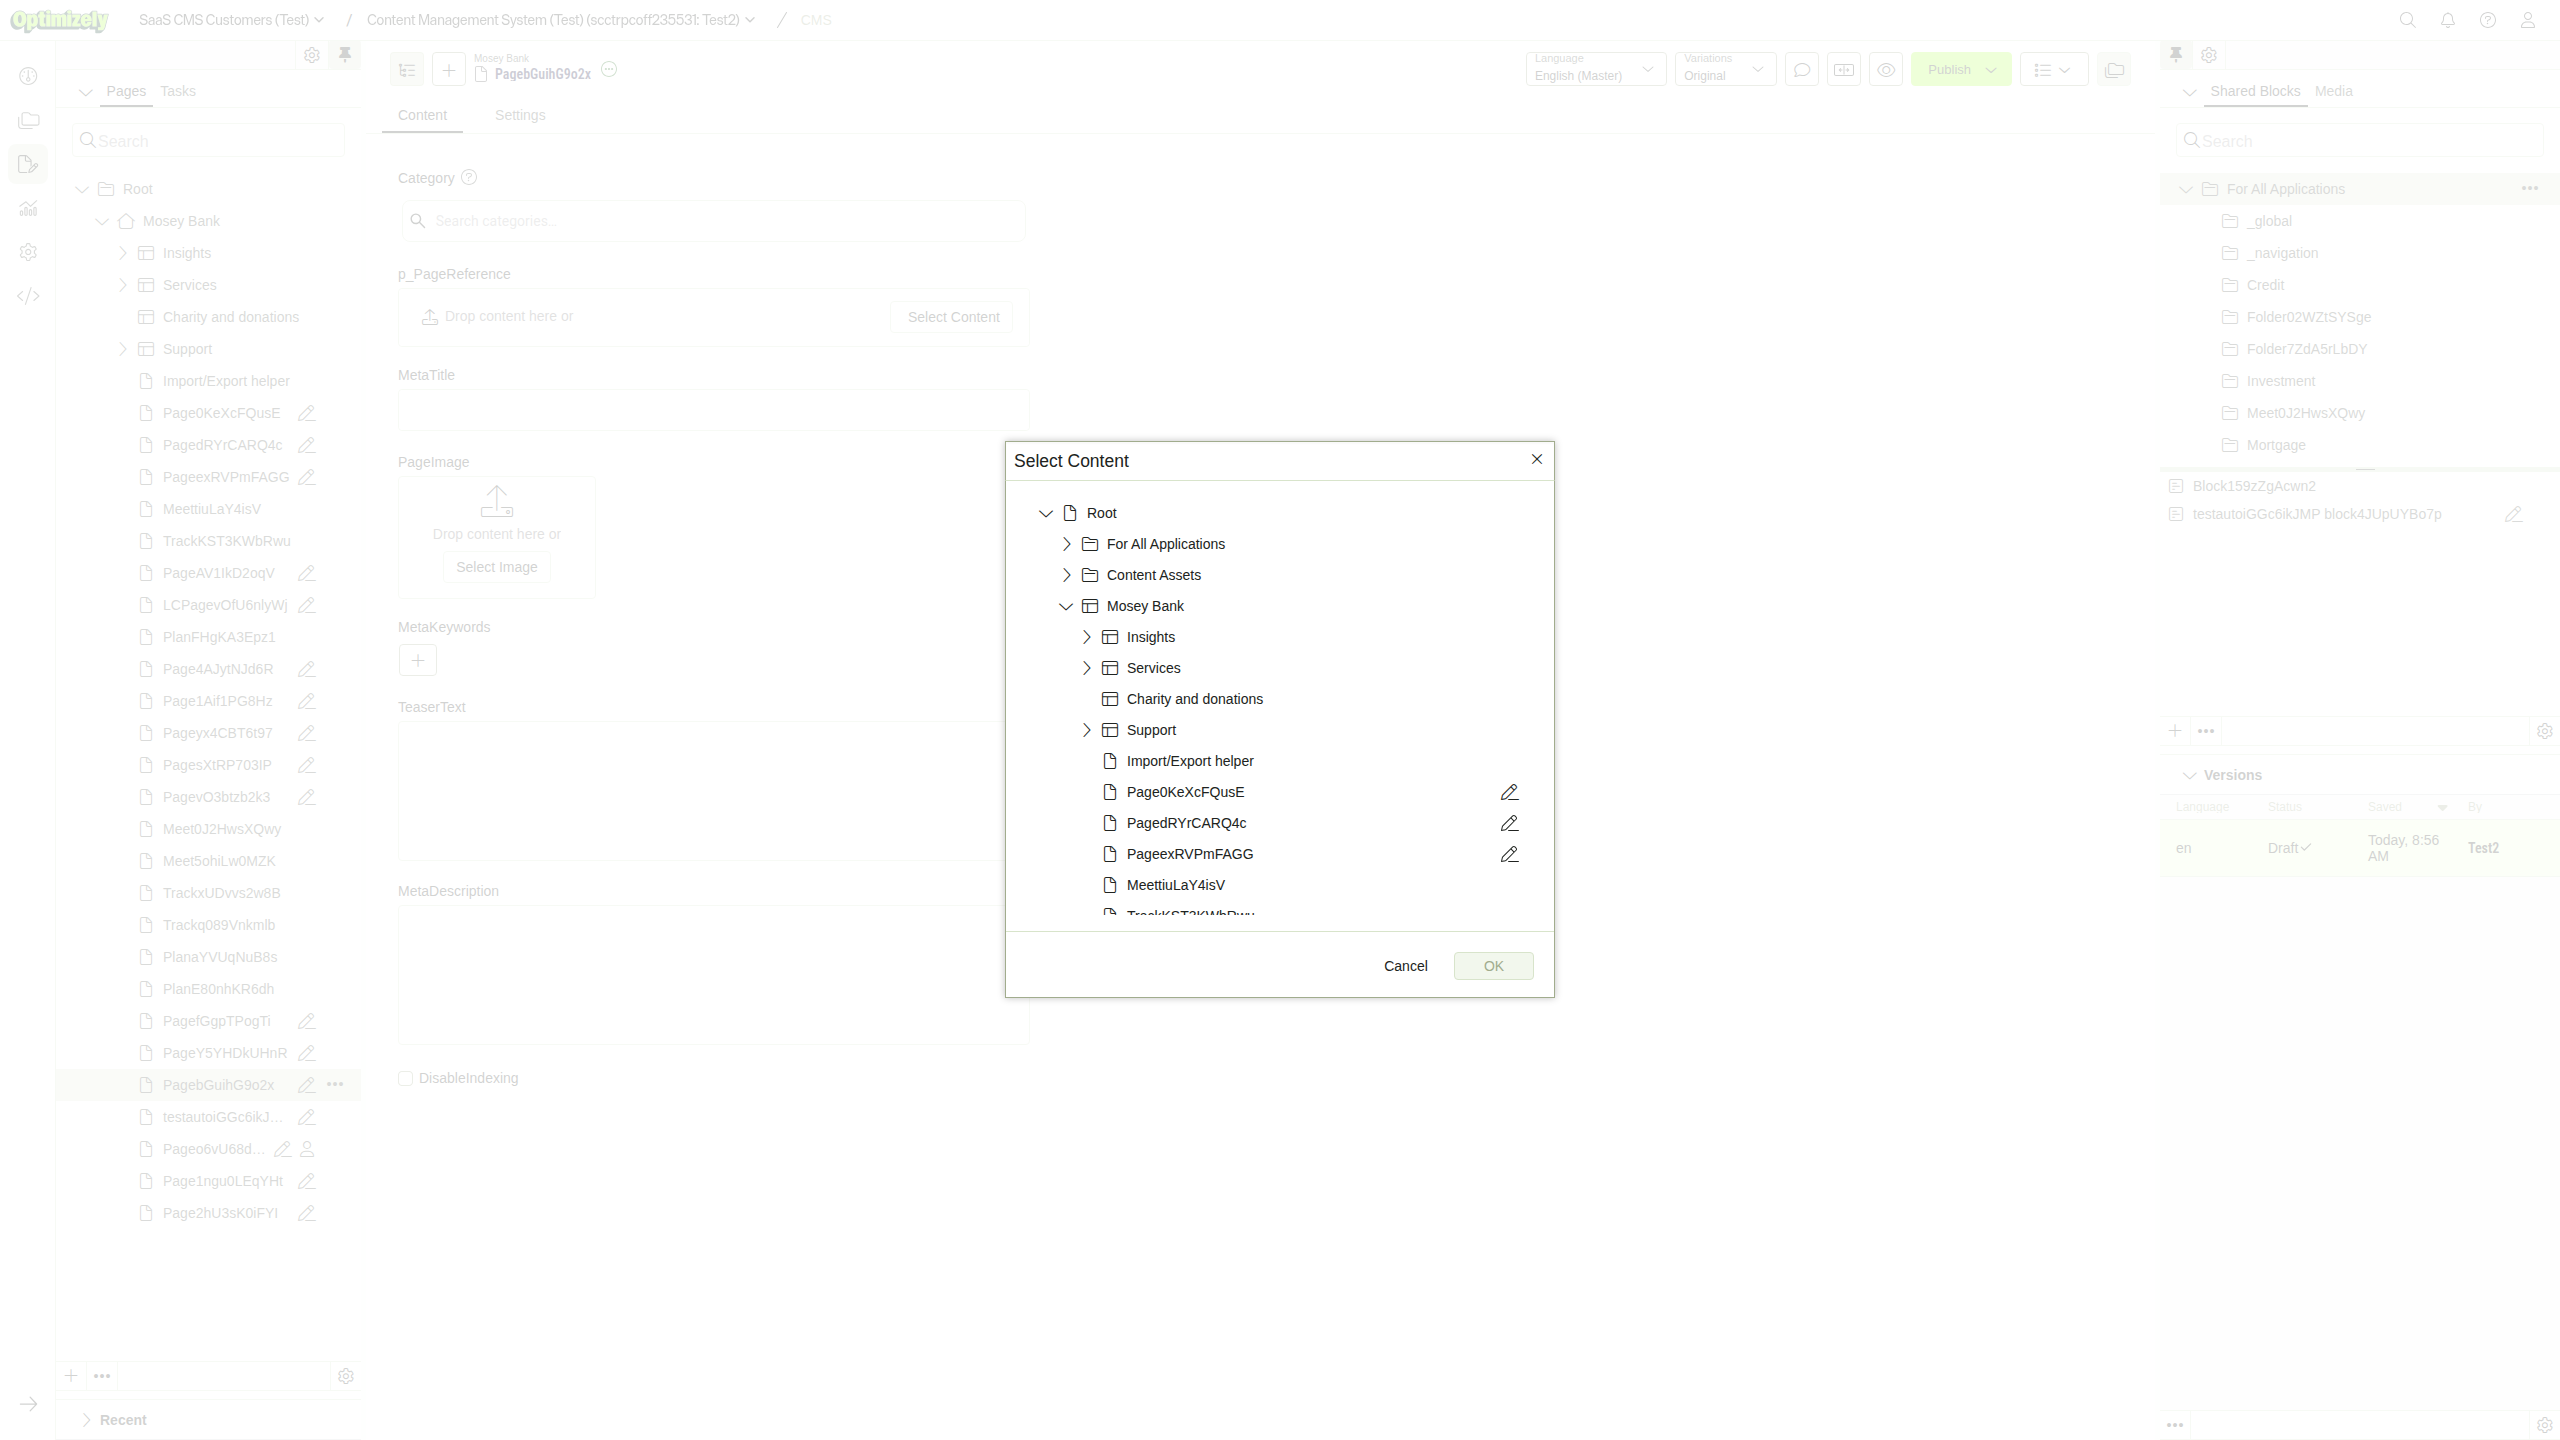 Optimizely
SaaS CMS Customers (Test)
/
Content Management System (Test) (scctrpcoff235531: Test2)
/
CMS
Pages
Tasks
Search
Root
Mosey Bank
Insights
Services
Charity and donations
Support
Import/Export helper
Page0KeXcFQusE
PagedRYrCARQ4c
PageexRVPmFAGG
MeettiuLaY4isV
TrackKST3KWbRwu
PageAV1IkD2oqV
LCPagevOfU6nlyWj
PlanFHgKA3Epz1
Page4AJytNJd6R
Page1Aif1PG8Hz
Pageyx4CBT6t97
PagesXtRP703IP
PagevO3btzb2k3
Meet0J2HwsXQwy
Meet5ohiLw0MZK
TrackxUDvvs2w8B
Trackq089Vnkmlb
PlanaYVUqNuB8s
PlanE80nhKR6dh
PagefGgpTPogTi
PageY5YHDkUHnR
PagebGuihG9o2x
testautoiGGc6ikJ...
Pageo6vU68d...
Page1ngu0LEqYHt
Page2hU3sK0iFYI
Recent
Mosey Bank
PagebGuihG9o2x
Language
English (Master)
Variations
Original
Publish
Content
Settings
Category
Search categories...
p_PageReference
Drop content here or
Select Content
MetaTitle
PageImage
Drop content here or
Select Image
MetaKeywords
TeaserText
MetaDescription
DisableIndexing
Select Content
Root
For All Applications
Content Assets
Mosey Bank
Insights
Services
Charity and donations
Support
Import/Export helper
Page0KeXcFQusE
PagedRYrCARQ4c
PageexRVPmFAGG
MeettiuLaY4isV
TrackKST3KWbRwu
Cancel
OK
Shared Blocks
Media
Search
For All Applications
_global
_navigation
Credit
Folder02WZtSYSge
Folder7ZdA5rLbDY
Investment
Meet0J2HwsXQwy
Mortgage
Block159zZgAcwn2
testautoiGGc6ikJMP block4JUpUYBo7p
Versions
Language
Status
Saved
By
en
Draft
Today, 8:56
AM
Test2